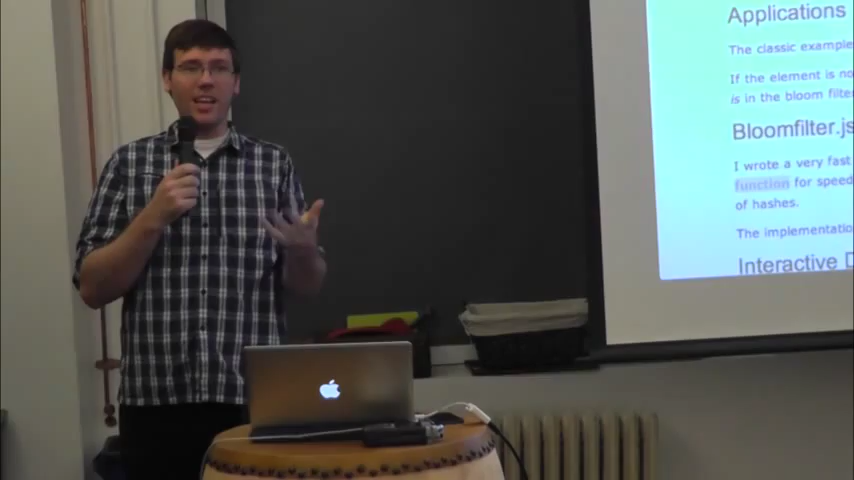 Applications
The classic example
If the element is no
is in the bloom filter
Bloomfilter.js
I wrote a very fast
function for speed
of hashes.
The implementatio
Interactive D